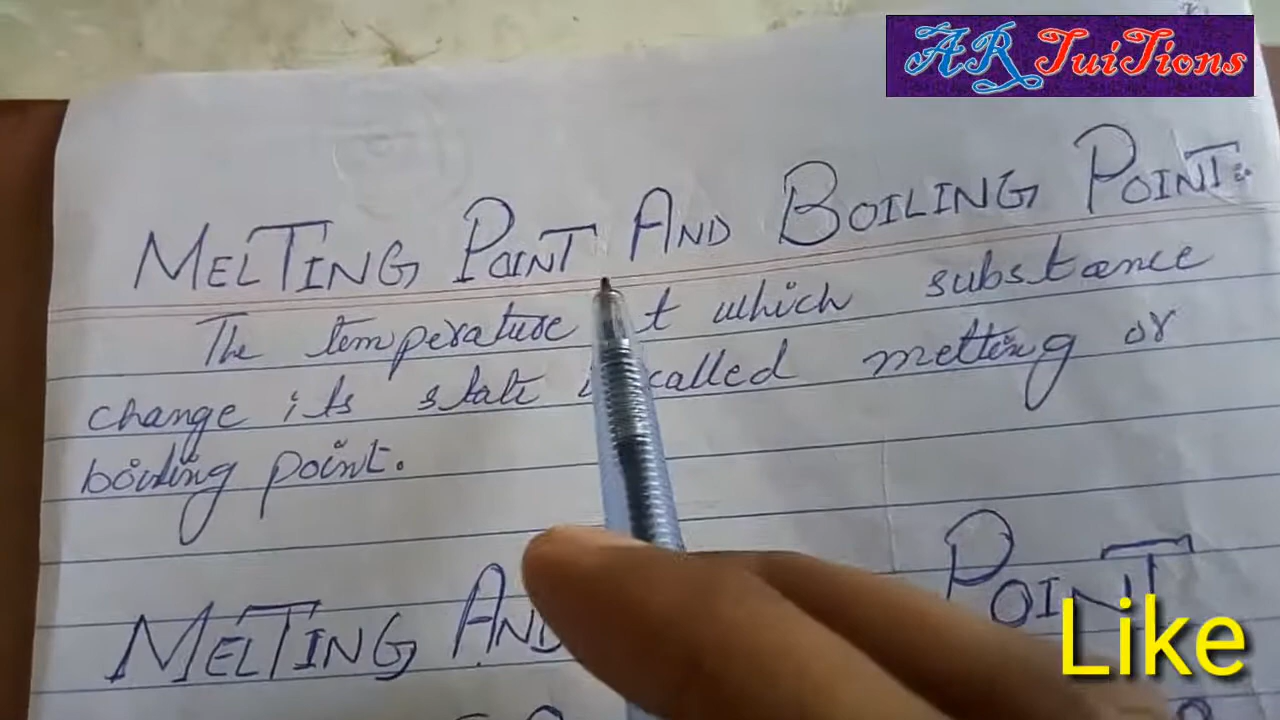 AR TuiTions
MELTING POINT AND BOILING POINT:
The temperature t which substance
change its state called melting or
boiling point.
MELTING AND POINT
Like